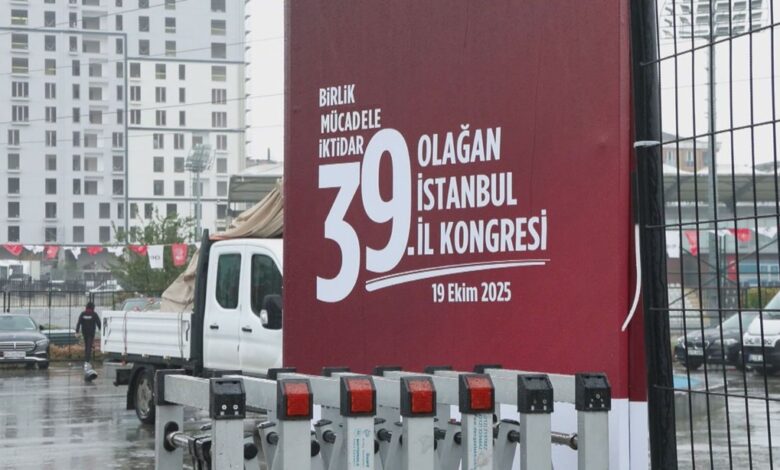 BİRLİK
MÜCADELE
İKTİDAR
39.
OLAĞAN
İSTANBUL
İL KONGRESİ
19 Ekim 2025